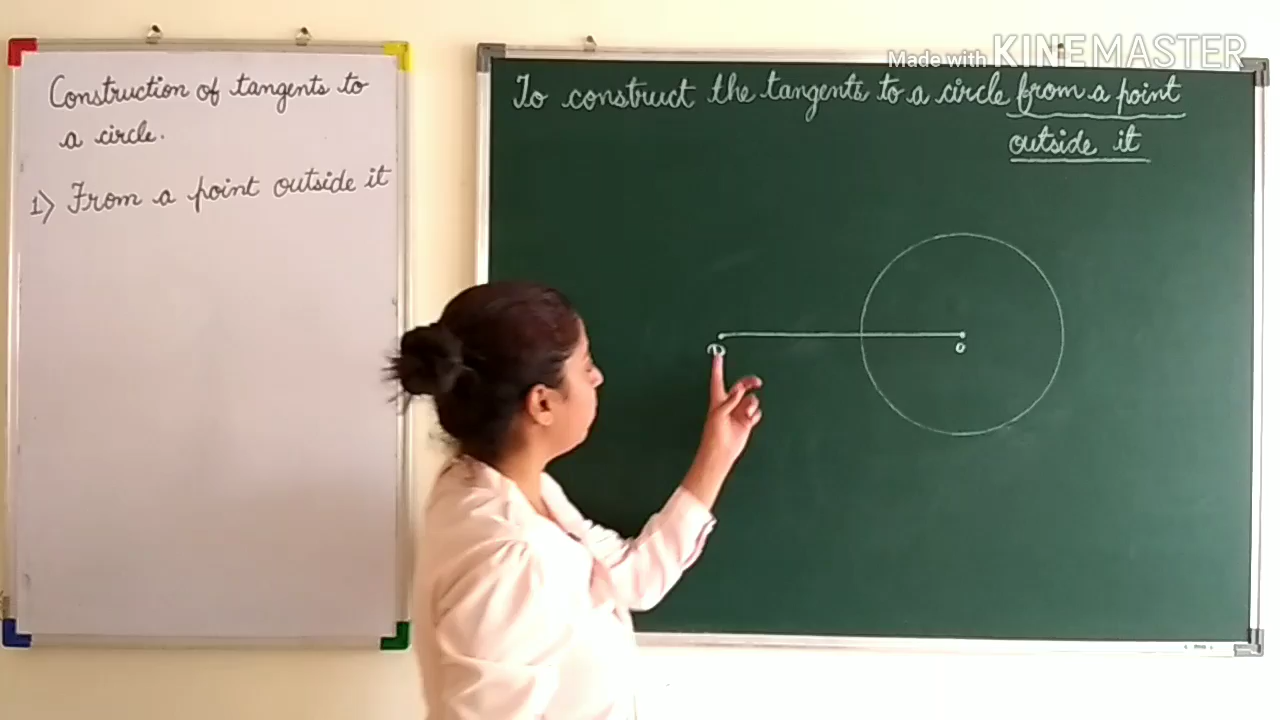 Construction of tangents to
a circle.
1) From a point outside it
Made with KINEMASTER
To construct the tangents to a circle from a point
outside it
P
O